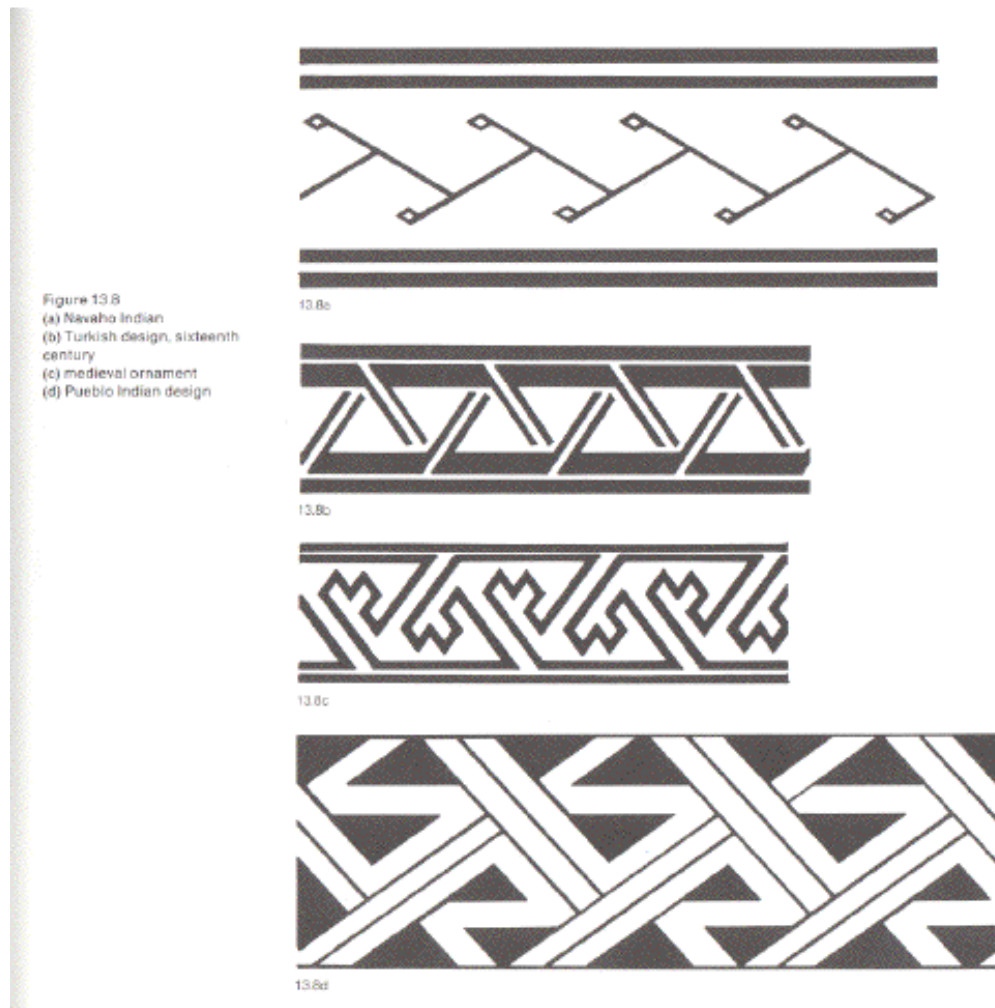 Figure 13.8
(a) Navaho Indian
(b) Turkish design, sixteenth
century
(c) medieval ornament
(d) Pueblo Indian design
13.8a
13.8b
13.8c
13.8d